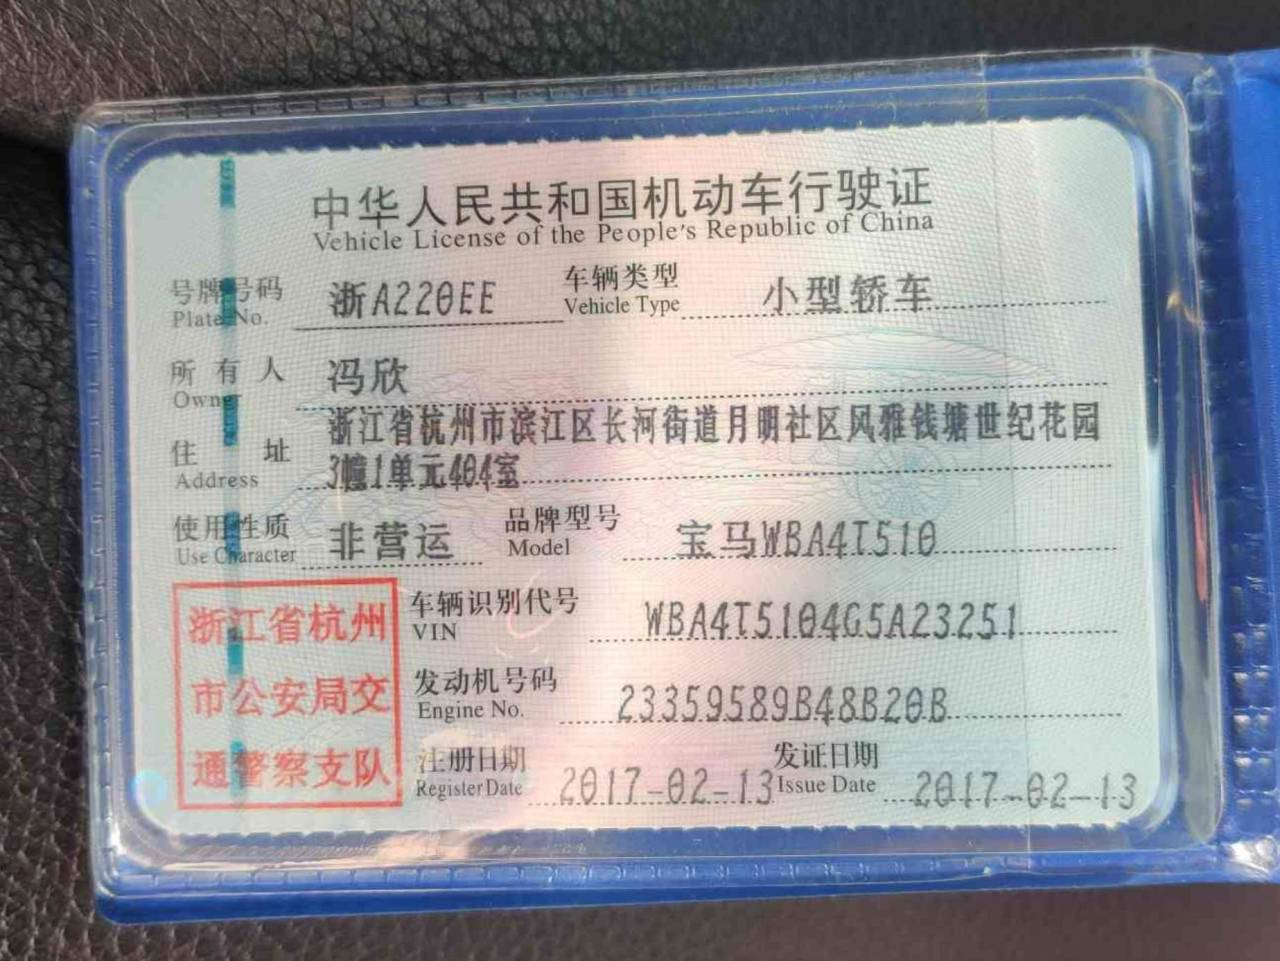 中华人民共和国机动车行驶证
Vehicle License of the People's Republic of China
号牌号码 浙A220EE 车辆类型 小型轿车
Plate No. Vehicle Type
所有人 冯欣
Owner
住址 浙江省杭州市滨江区长河街道月明社区风雅钱塘世纪花园
Address 3幢1单元404室
使用性质 非营运 品牌型号 宝马WBA4T510
Use Character Model
浙江省杭州
市公安局交
通警察支队
车辆识别代号 WBA4T5104G5A23251
VIN
发动机号码 23359589B48B20B
Engine No.
注册日期 2017-02-13 发证日期 2017-02-13
Register Date Issue Date